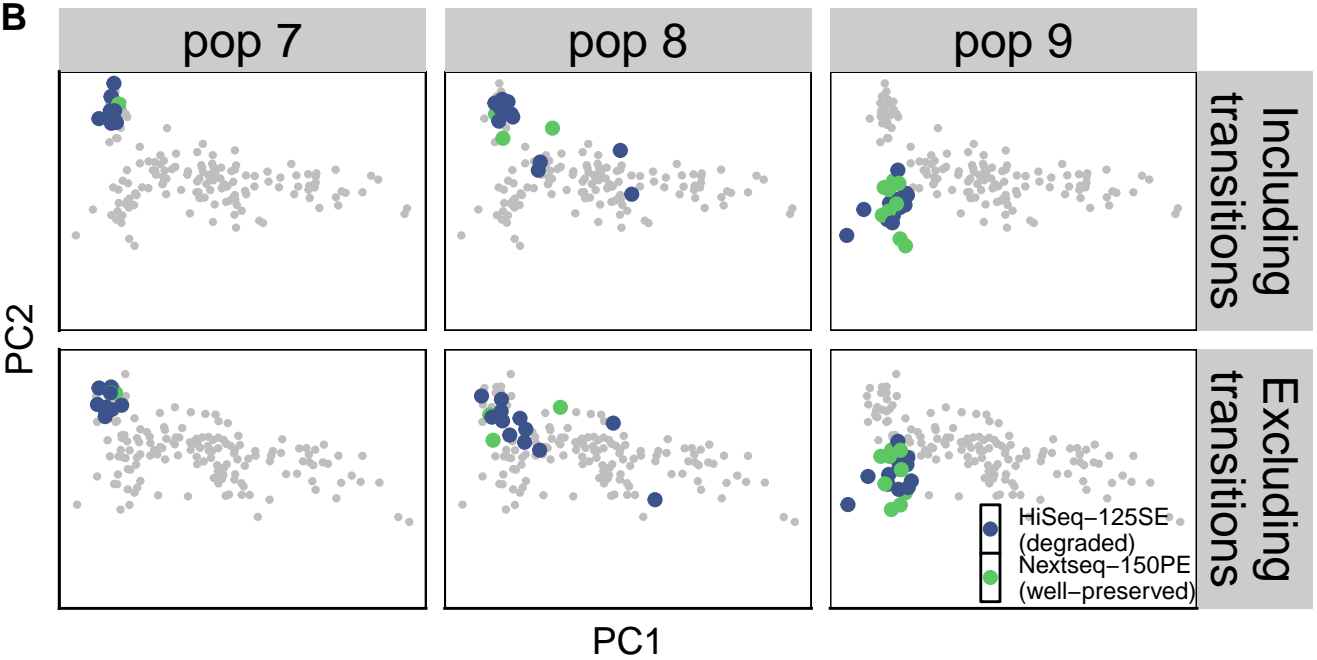 B
pop 7
pop 8
pop 9
Including
transitions
PC2
Excluding
transitions
HiSeq−125SE
(degraded)
Nextseq−150PE
(well−preserved)
PC1